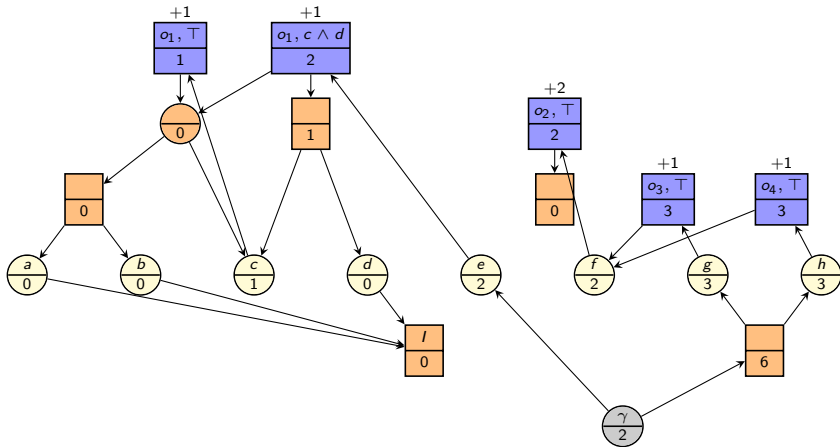 +1 +1
o₁, ⊤ o₁, c ∧ d
1 2
+2
o₂, ⊤
2
0 1
+1 +1
o₃, ⊤ o₄, ⊤
3 3
0 0
a b c d e f g h
0 0 1 0 2 2 3 3
I
0 6
γ
2